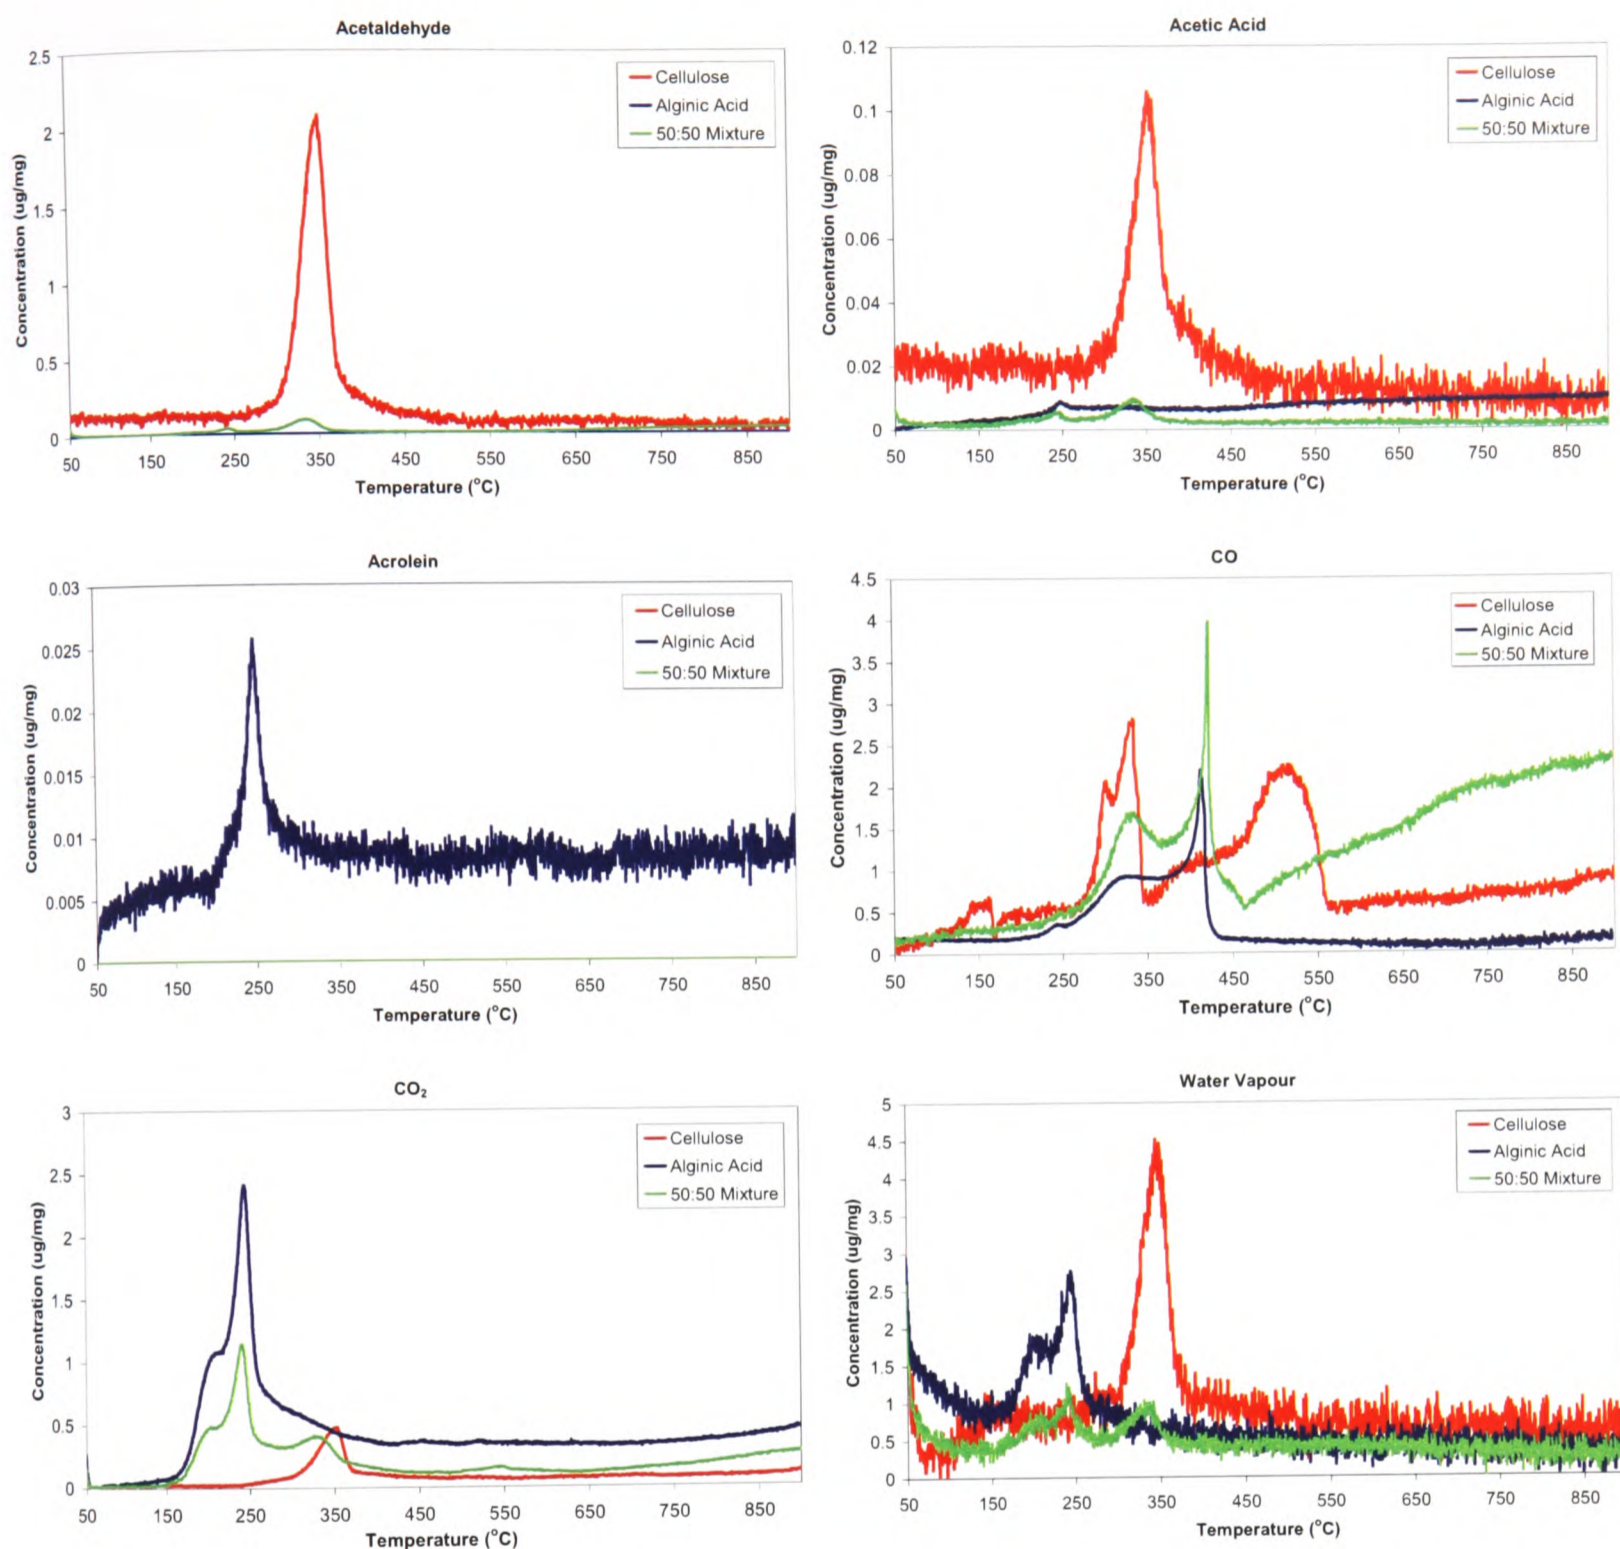 Acetaldehyde
2.5
2
1.5
1
0.5
0
Concentration (ug/mg)
50 150 250 350 450 550 650 750 850
Temperature (°C)
Cellulose
Alginic Acid
50:50 Mixture
Acetic Acid
0.12
0.1
0.08
0.06
0.04
0.02
0
Concentration (ug/mg)
50 150 250 350 450 550 650 750 850
Temperature (°C)
Cellulose
Alginic Acid
50:50 Mixture
Acrolein
0.03
0.025
0.02
0.015
0.01
0.005
0
Concentration (ug/mg)
50 150 250 350 450 550 650 750 850
Temperature (°C)
Cellulose
Alginic Acid
50:50 Mixture
CO
4.5
4
3.5
3
2.5
2
1.5
1
0.5
0
Concentration (ug/mg)
50 150 250 350 450 550 650 750 850
Temperature (°C)
Cellulose
Alginic Acid
50:50 Mixture
CO₂
3
2.5
2
1.5
1
0.5
0
Concentration (ug/mg)
50 150 250 350 450 550 650 750 850
Temperature (°C)
Cellulose
Alginic Acid
50:50 Mixture
Water Vapour
5
4.5
4
3.5
3
2.5
2
1.5
1
0.5
0
Concentration (ug/mg)
50 150 250 350 450 550 650 750 850
Temperature (°C)
Cellulose
Alginic Acid
50:50 Mixture